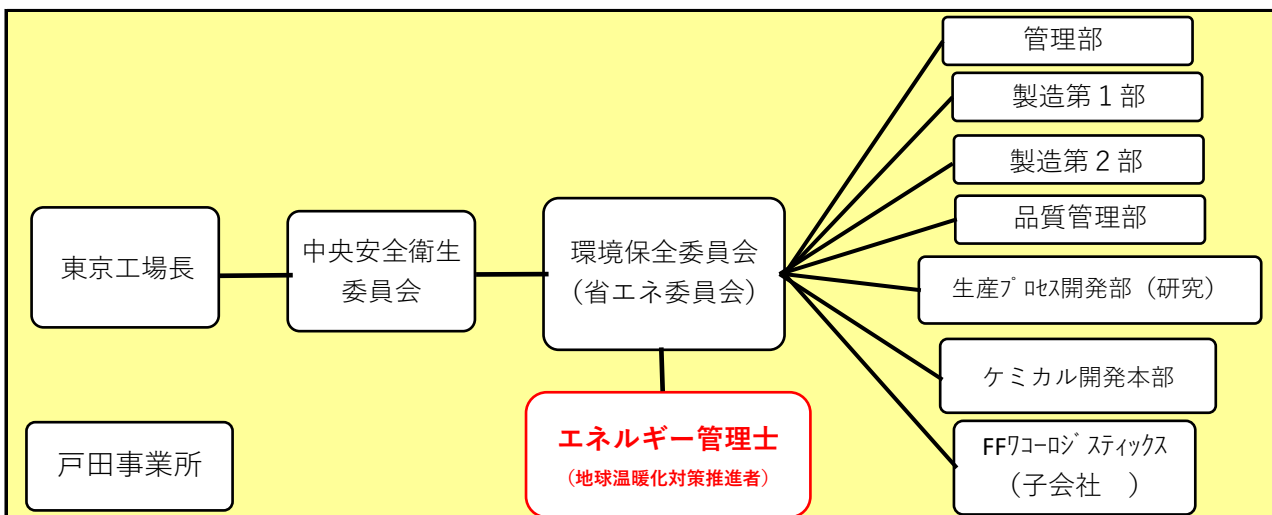 東京工場長
中央安全衛生
委員会
環境保全委員会
(省エネ委員会)
エネルギー管理士
(地球温暖化対策推進者)
戸田事業所
管理部
製造第１部
製造第２部
品質管理部
生産ﾌﾟﾛｾｽ開発部（研究）
ケミカル開発本部
FFﾜｺｰﾛｼﾞｽティックス
（子会社　）